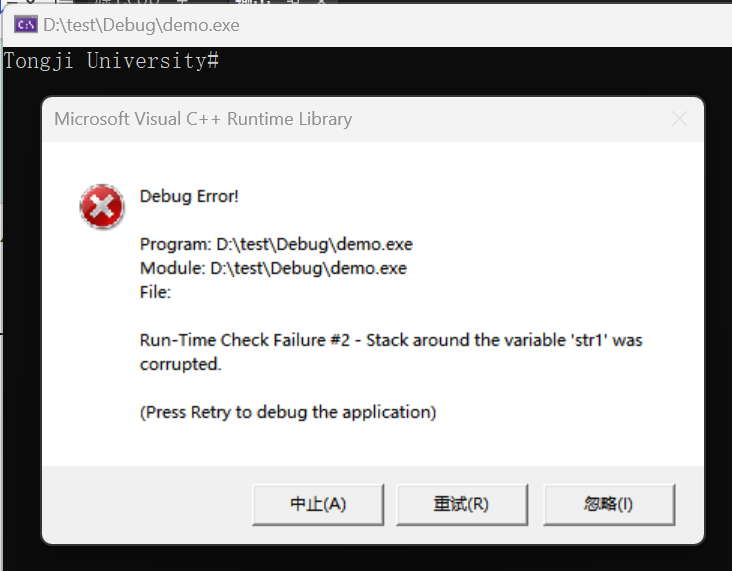 D:\test\Debug\demo.exe
Tongji University#
Microsoft Visual C++ Runtime Library
Debug Error!
Program: D:\test\Debug\demo.exe
Module: D:\test\Debug\demo.exe
File:
Run-Time Check Failure #2 - Stack around the variable 'str1' was
corrupted.
(Press Retry to debug the application)
中止(A) 重试(R) 忽略(I)